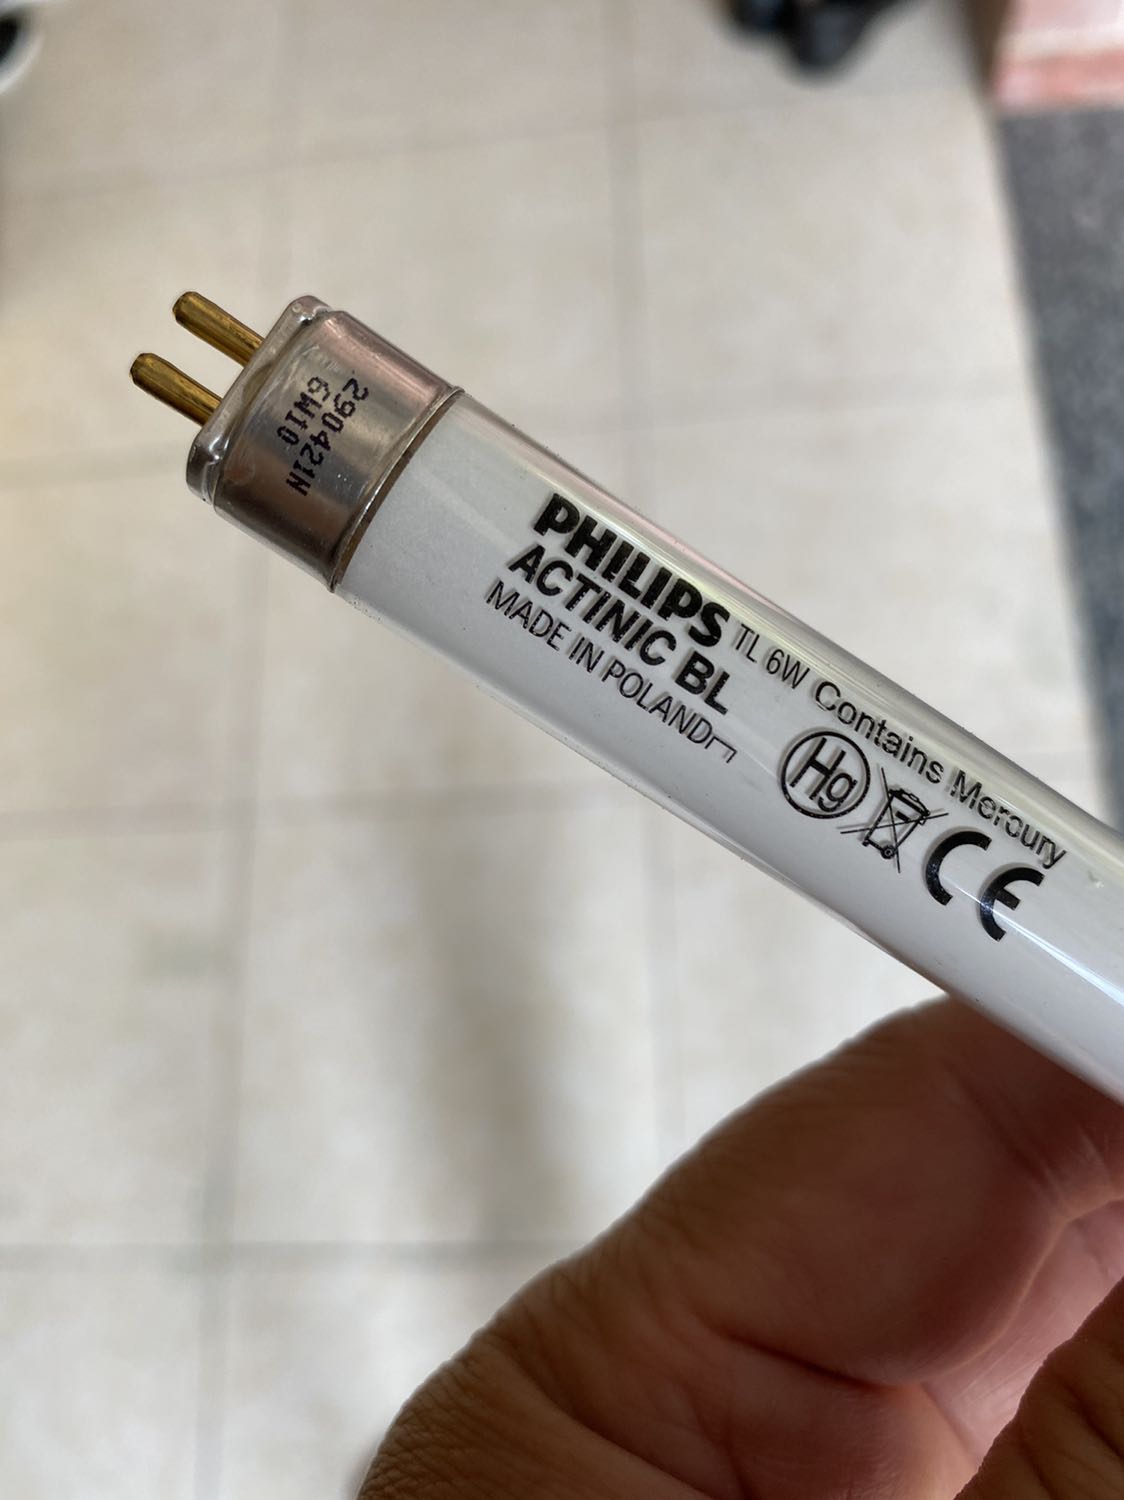 290421N
6W10
PHILIPS TL 6W Contains Mercury
ACTINIC BL
MADE IN POLAND
Hg
CE